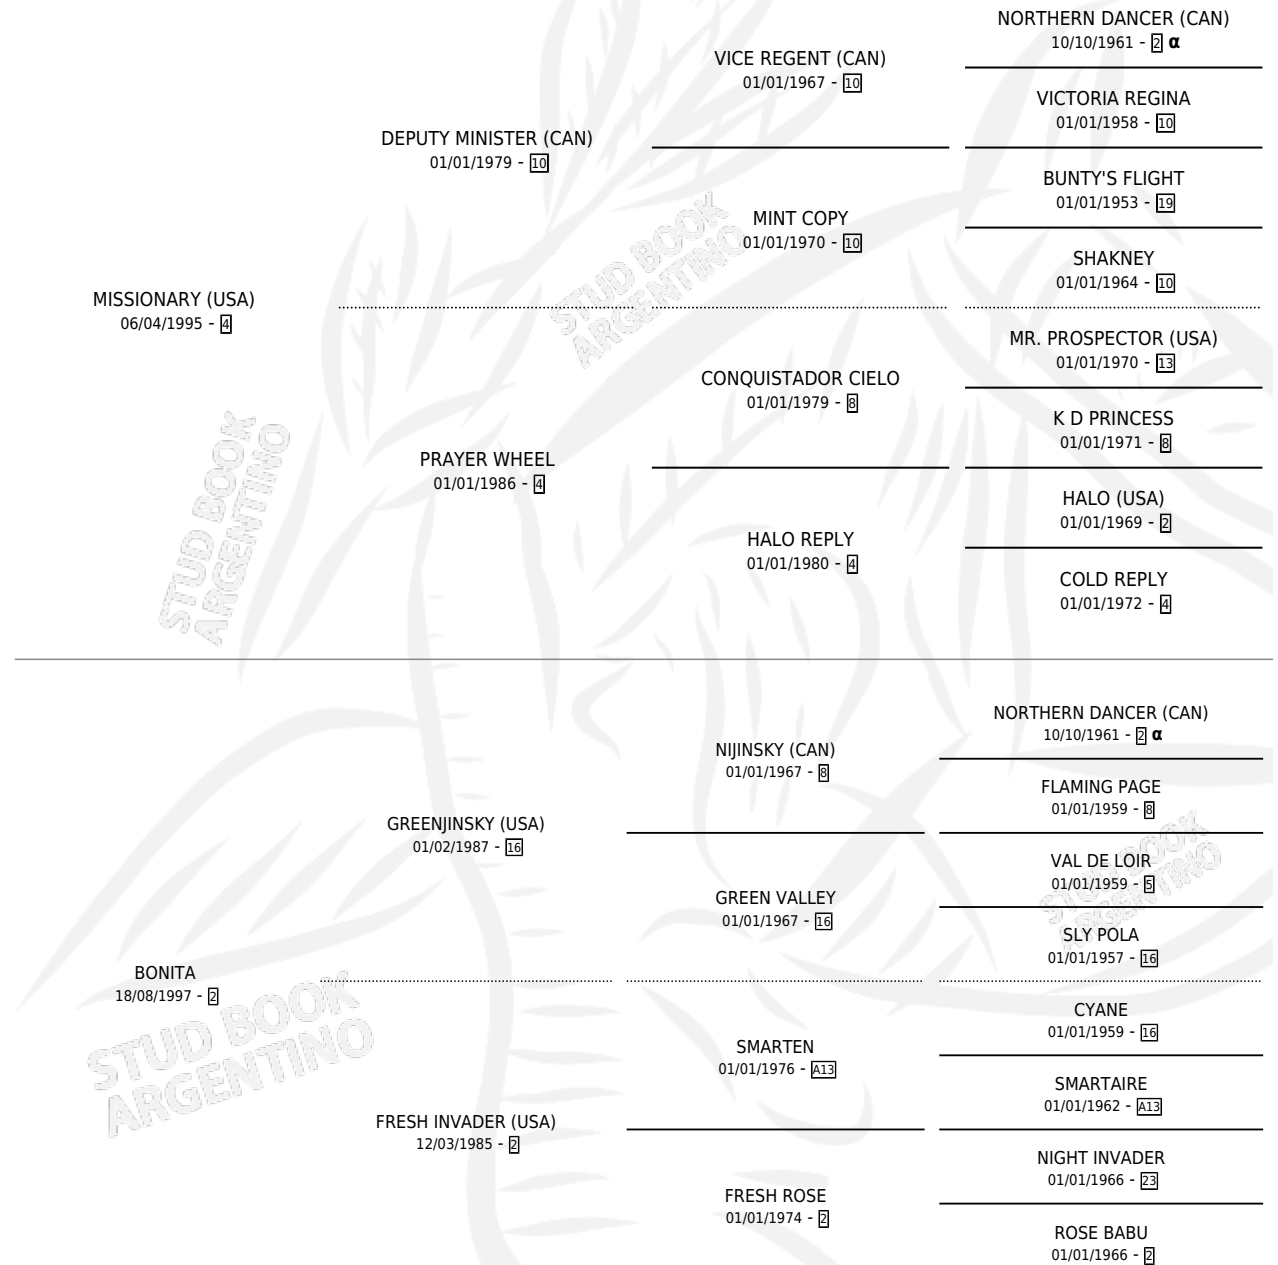 NORTHERN DANCER (CAN)
10/10/1961 - 2 α
VICE REGENT (CAN)
01/01/1967 - 10
VICTORIA REGINA
01/01/1958 - 10
DEPUTY MINISTER (CAN)
01/01/1979 - 10
BUNTY'S FLIGHT
01/01/1953 - 19
MINT COPY
01/01/1970 - 10
SHAKNEY
01/01/1964 - 10
MISSIONARY (USA)
06/04/1995 - 4
MR. PROSPECTOR (USA)
01/01/1970 - 13
CONQUISTADOR CIELO
01/01/1979 - 8
K D PRINCESS
01/01/1971 - 8
PRAYER WHEEL
01/01/1986 - 4
HALO (USA)
01/01/1969 - 2
HALO REPLY
01/01/1980 - 4
COLD REPLY
01/01/1972 - 4
NORTHERN DANCER (CAN)
10/10/1961 - 2 α
NIJINSKY (CAN)
01/01/1967 - 8
FLAMING PAGE
01/01/1959 - 8
GREENJINSKY (USA)
01/02/1987 - 16
VAL DE LOIR
01/01/1959 - 5
GREEN VALLEY
01/01/1967 - 16
SLY POLA
01/01/1957 - 16
BONITA
18/08/1997 - 2
CYANE
01/01/1959 - 16
SMARTEN
01/01/1976 - A13
SMARTAIRE
01/01/1962 - A13
FRESH INVADER (USA)
12/03/1985 - 2
NIGHT INVADER
01/01/1966 - 23
FRESH ROSE
01/01/1974 - 2
ROSE BABU
01/01/1966 - 2
STUD BOOK
ARGENTINO
STUD BOOK
ARGENTINO
STUD BOOK
ARGENTINO
STUD BOOK
ARGENTINO